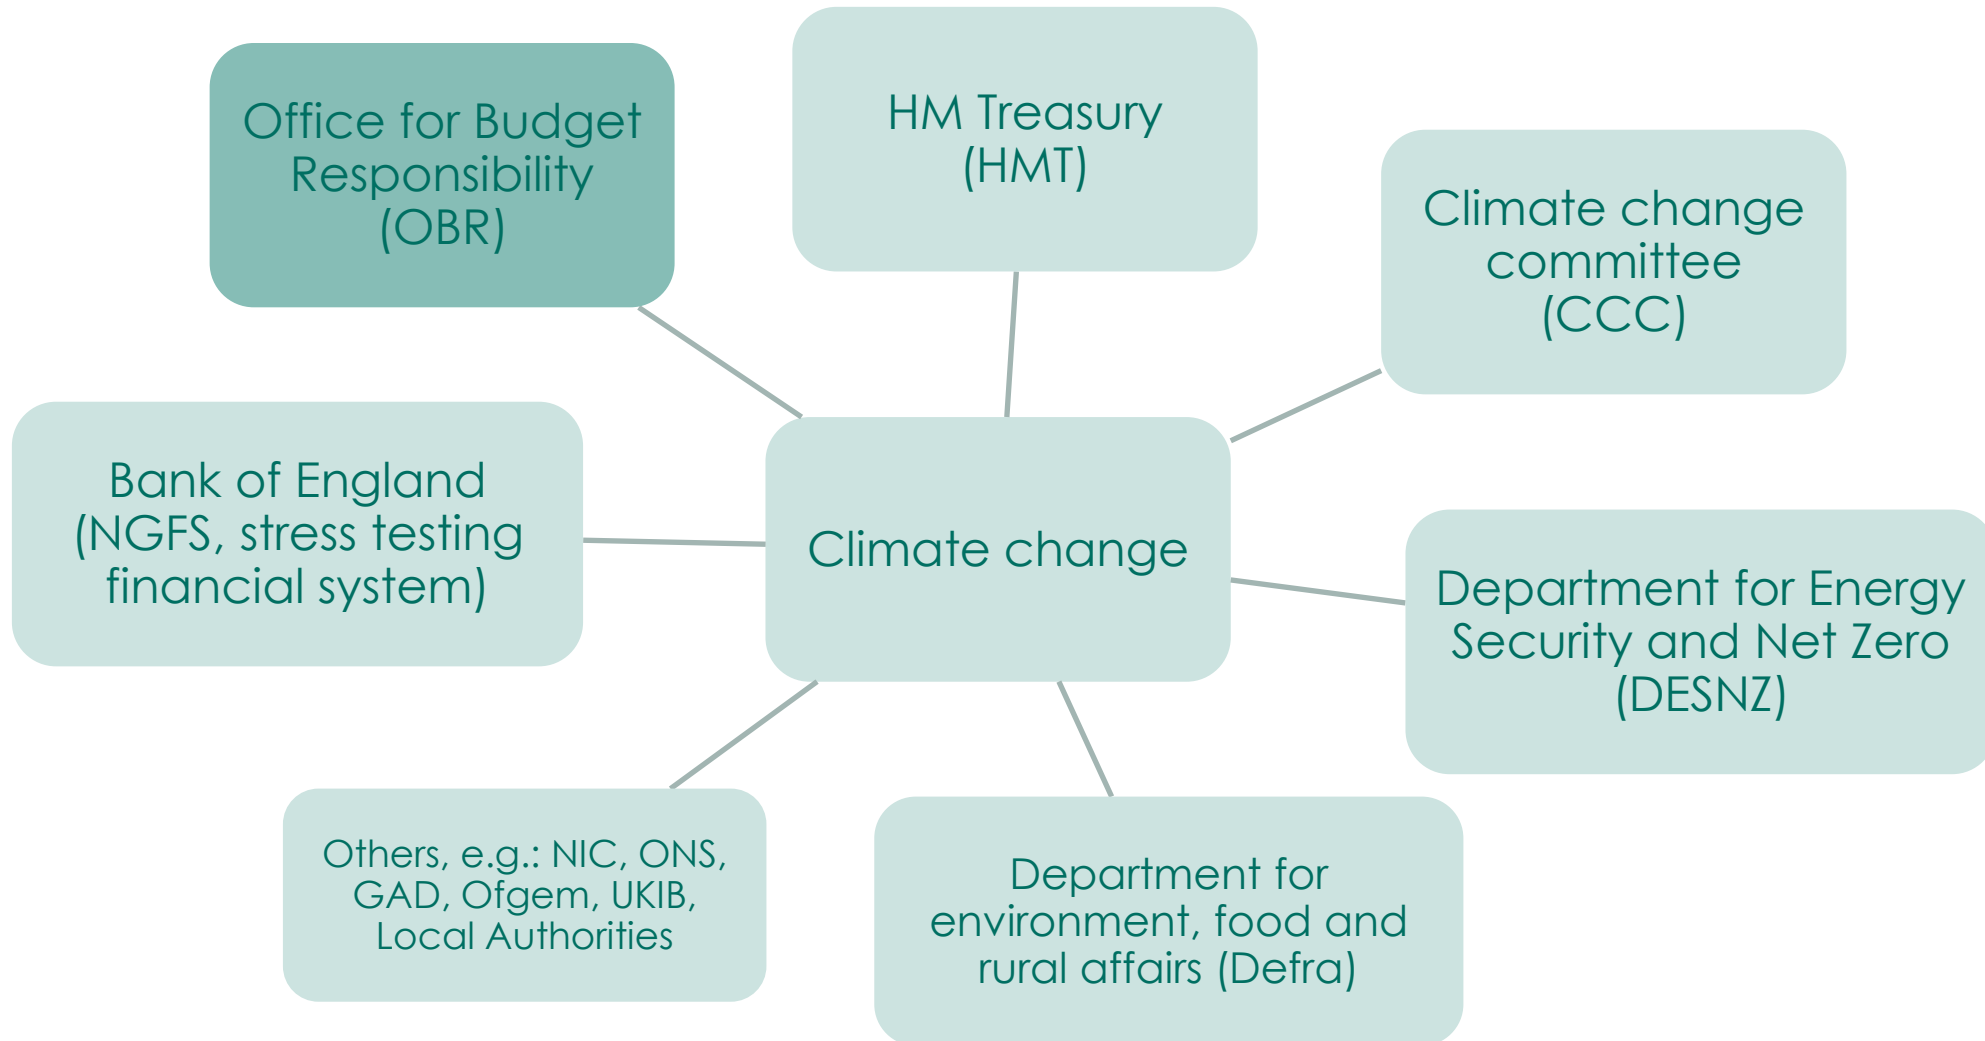 Office for Budget
Responsibility
(OBR)
HM Treasury
(HMT)
Climate change
committee
(CCC)
Bank of England
(NGFS, stress testing
financial system)
Climate change
Department for Energy
Security and Net Zero
(DESNZ)
Others, e.g.: NIC, ONS,
GAD, Ofgem, UKIB,
Local Authorities
Department for
environment, food and
rural affairs (Defra)